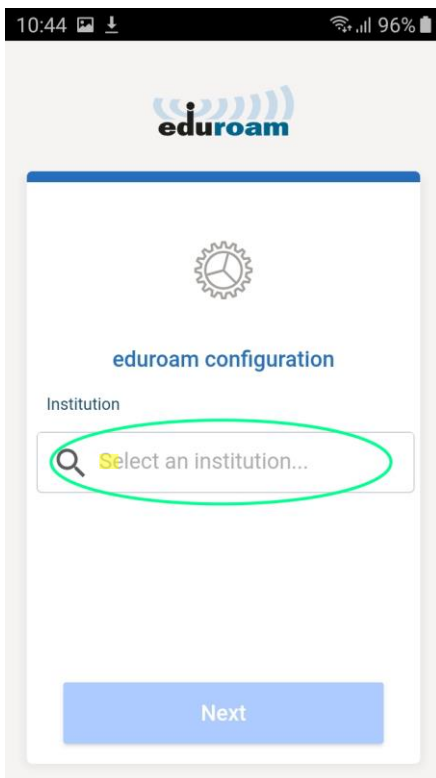 10:44 96%
eduroam
eduroam configuration
Institution
Select an institution...
Next